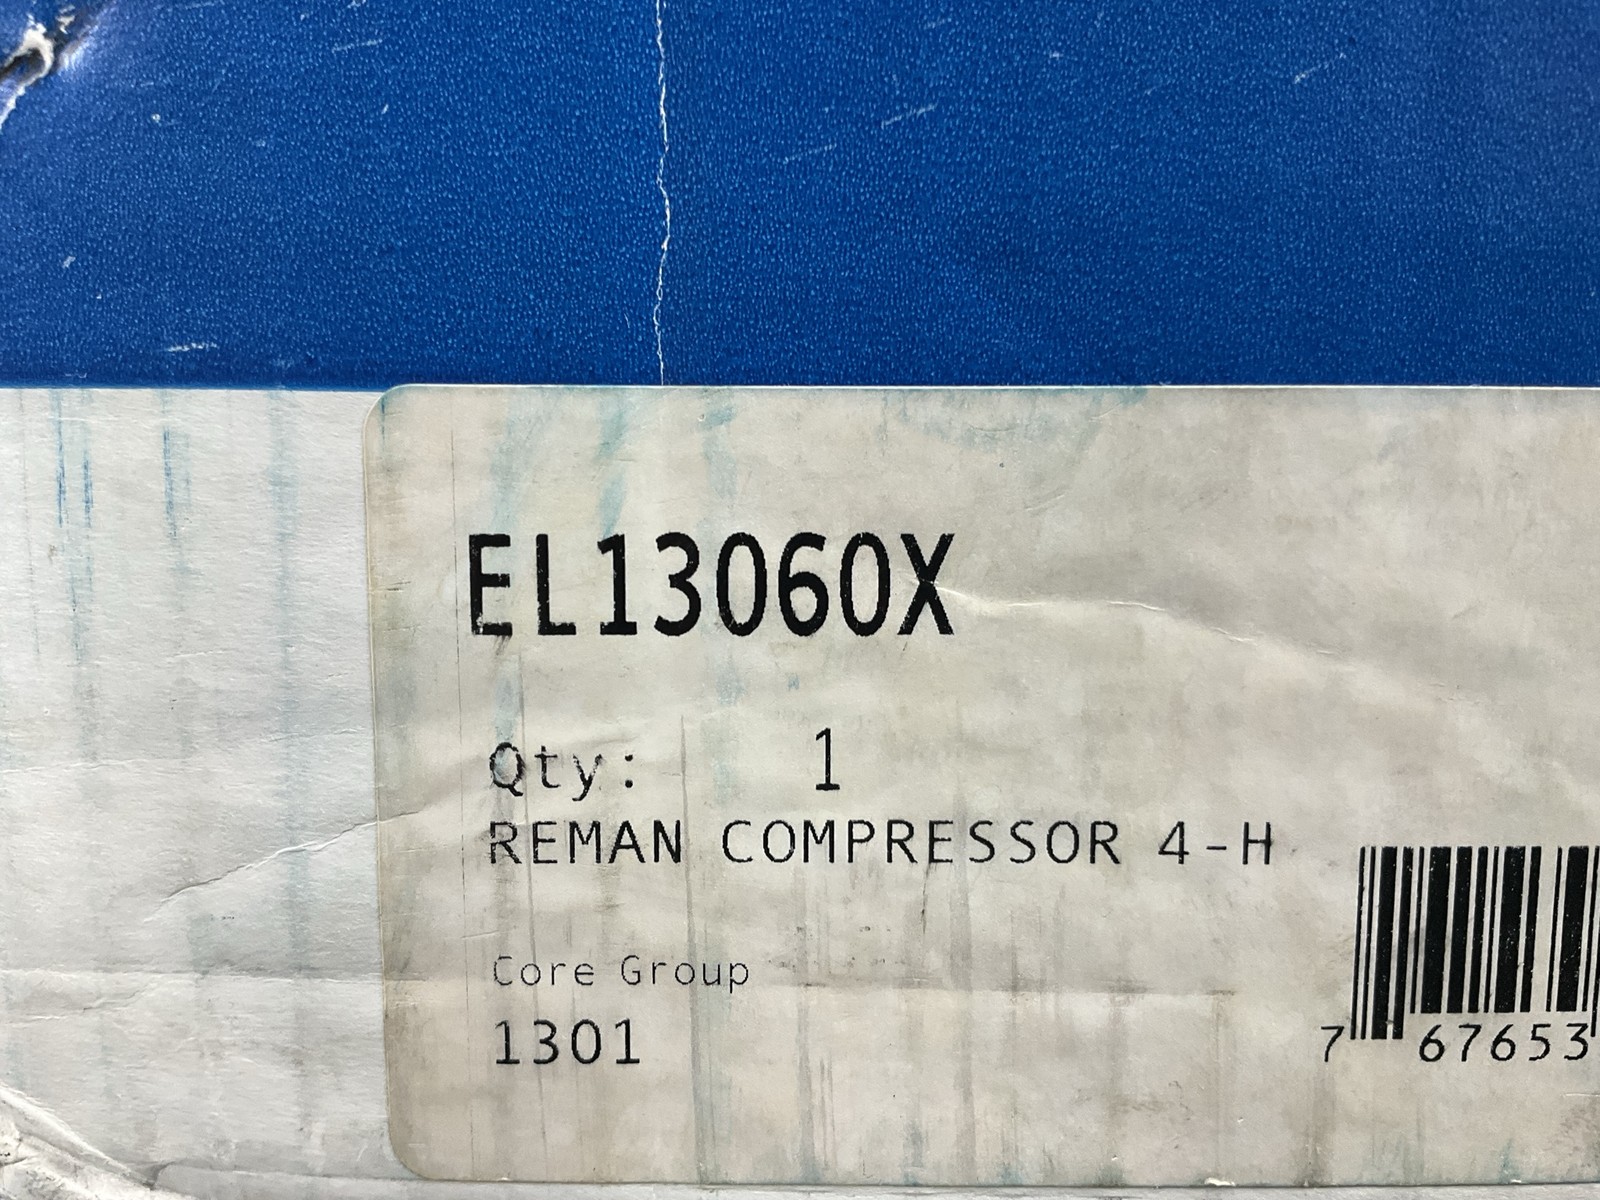 EL13060X
Qty: 1
REMAN COMPRESSOR 4-H
Core Group
1301
7 67653